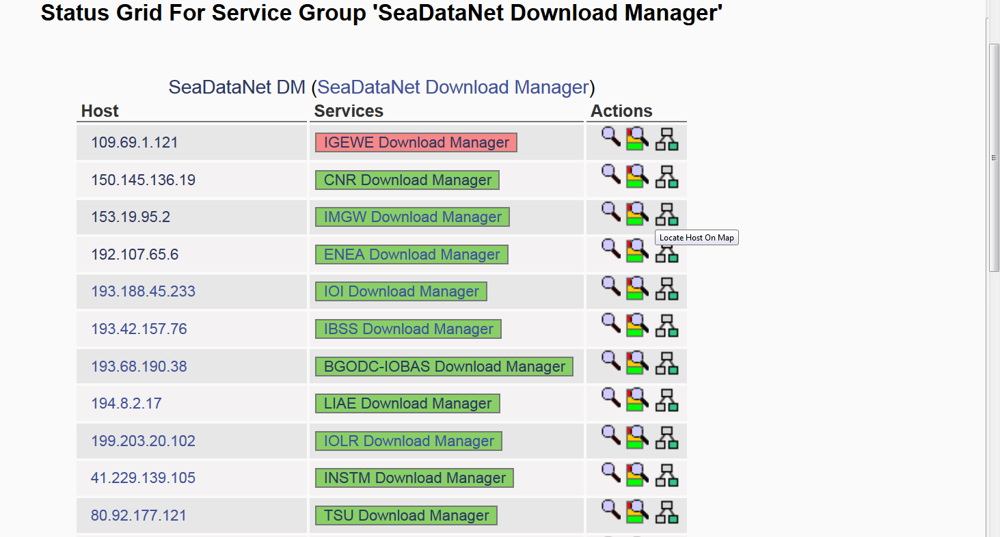 Status Grid For Service Group 'SeaDataNet Download Manager'
SeaDataNet DM (SeaDataNet Download Manager)
Host Services Actions
109.69.1.121 IGEWE Download Manager
150.145.136.19 CNR Download Manager
153.19.95.2 IMGW Download Manager
Locate Host On Map
192.107.65.6 ENEA Download Manager
193.188.45.233 IOI Download Manager
193.42.157.76 IBSS Download Manager
193.68.190.38 BGODC-IOBAS Download Manager
194.8.2.17 LIAE Download Manager
199.203.20.102 IOLR Download Manager
41.229.139.105 INSTM Download Manager
80.92.177.121 TSU Download Manager